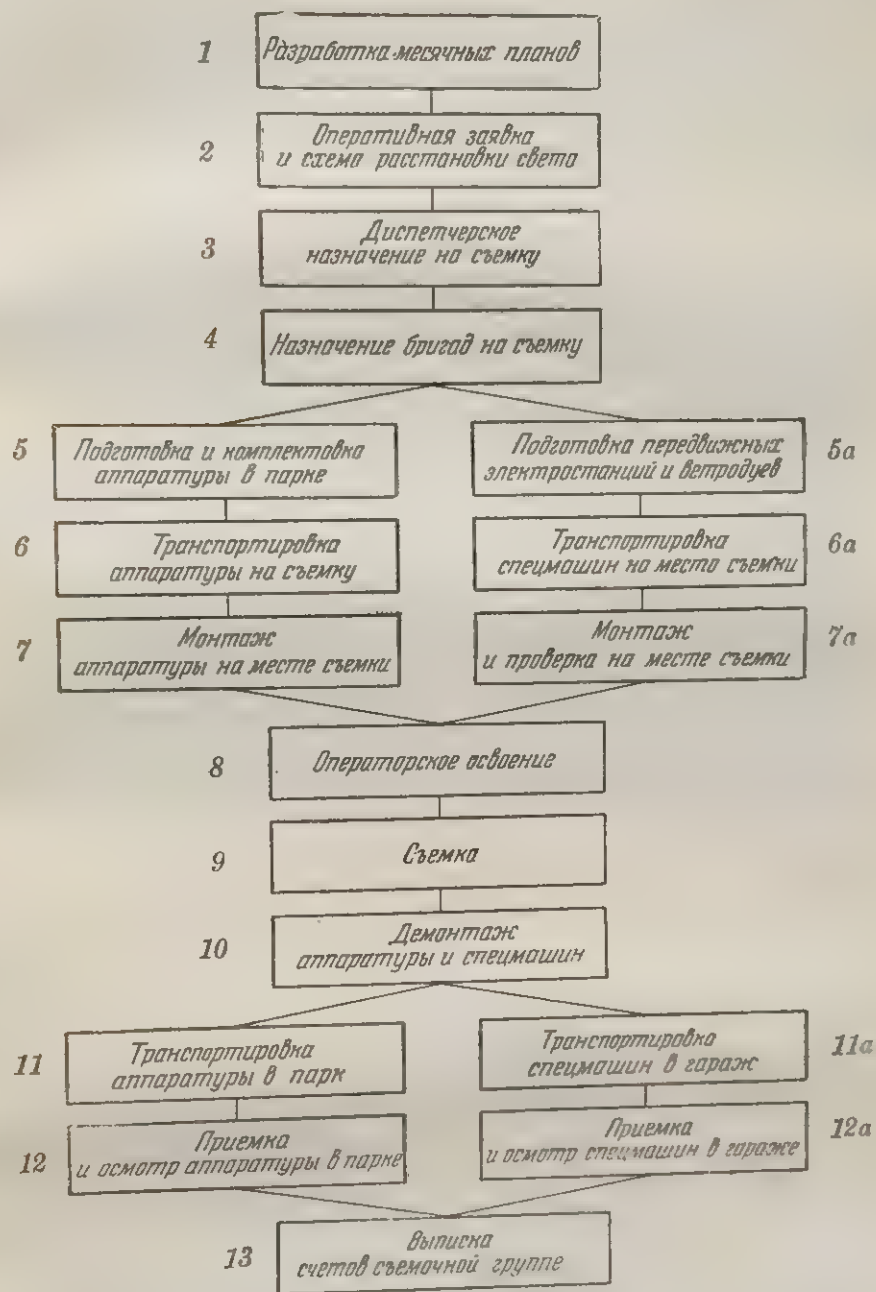 1
Разработка месячных планов
2
Оперативная заявка
и схема расстановки света
3
Диспетчерское
назначение на съемку
4
Назначение бригад на съемку
5
Подготовка и комплектовка
аппаратуры в парке
Подготовка передвижных
электростанций и ветродуев
5а
6
Транспортировка
аппаратуры на съемку
Транспортировка
спецмашин на место съемки
6а
7
Монтаж
аппаратуры на месте съемки
Монтаж
и проверка на месте съемки
7а
8
Операторское освоение
9
Съемка
10
Демонтаж
аппаратуры и спецмашин
11
Транспортировка
аппаратуры в парк
Транспортировка
спецмашин в гараж
11а
12
Приемка
и осмотр аппаратуры в парке
Приемка
и осмотр спецмашин в гараже
12а
13
Выписка
счетов съемочной группе